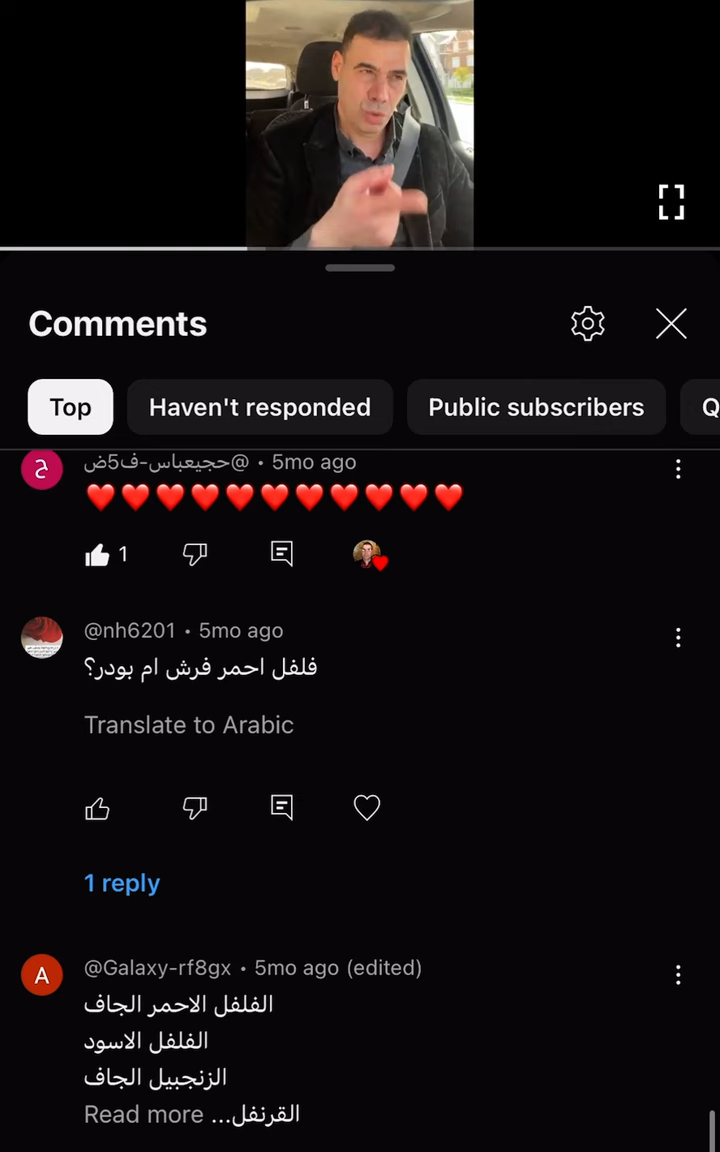 Comments
Top
Haven't responded
Public subscribers
Q
@حجيعباس-ف5ض • 5mo ago
❤️❤️❤️❤️❤️❤️❤️❤️❤️❤️❤️
1
@nh6201 • 5mo ago
فلفل احمر فرش ام بودر؟
Translate to Arabic
1 reply
A
@Galaxy-rf8gx • 5mo ago (edited)
الفلفل الاحمر الجاف
الفلفل الاسود
الزنجبيل الجاف
القرنفل... Read more